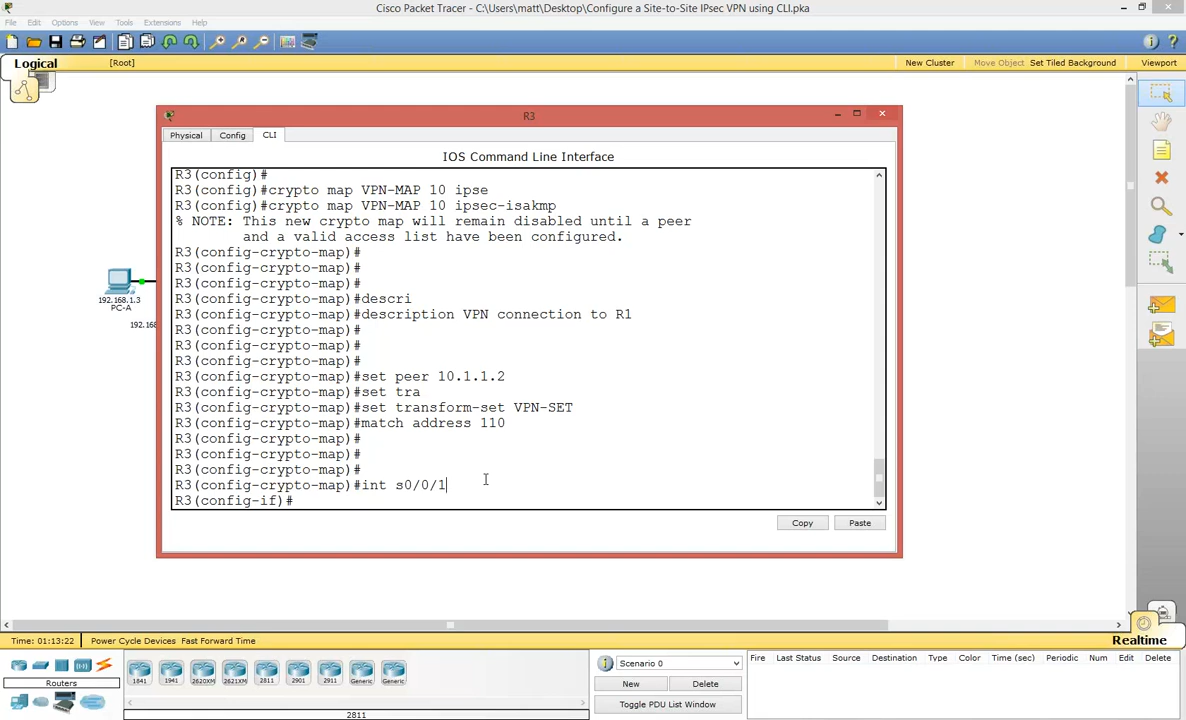 Cisco Packet Tracer - C:\Users\matt\Desktop\Configure a Site-to-Site IPsec VPN using CLI.pka
File Edit Options View Tools Extensions Help
Logical [Root] New Cluster Move Object Set Tiled Background Viewport
R3
Physical Config CLI
IOS Command Line Interface
R3(config)#
R3(config)#crypto map VPN-MAP 10 ipse
R3(config)#crypto map VPN-MAP 10 ipsec-isakmp
% NOTE: This new crypto map will remain disabled until a peer
and a valid access list have been configured.
R3(config-crypto-map)#
R3(config-crypto-map)#
R3(config-crypto-map)#
R3(config-crypto-map)#descri
R3(config-crypto-map)#description VPN connection to R1
R3(config-crypto-map)#
R3(config-crypto-map)#
R3(config-crypto-map)#
R3(config-crypto-map)#set peer 10.1.1.2
R3(config-crypto-map)#set tra
R3(config-crypto-map)#set transform-set VPN-SET
R3(config-crypto-map)#match address 110
R3(config-crypto-map)#
R3(config-crypto-map)#
R3(config-crypto-map)#
R3(config-crypto-map)#int s0/0/1
R3(config-if)#
Copy Paste
192.168.1.3
PC-A
192.168
Time: 01:13:22 Power Cycle Devices Fast Forward Time
Realtime
Routers
1841 1941 2620XM 2621XM 2811 2901 2911 Generic Generic
2811
Scenario 0
New Delete
Toggle PDU List Window
Fire Last Status Source Destination Type Color Time (sec) Periodic Num Edit Delete